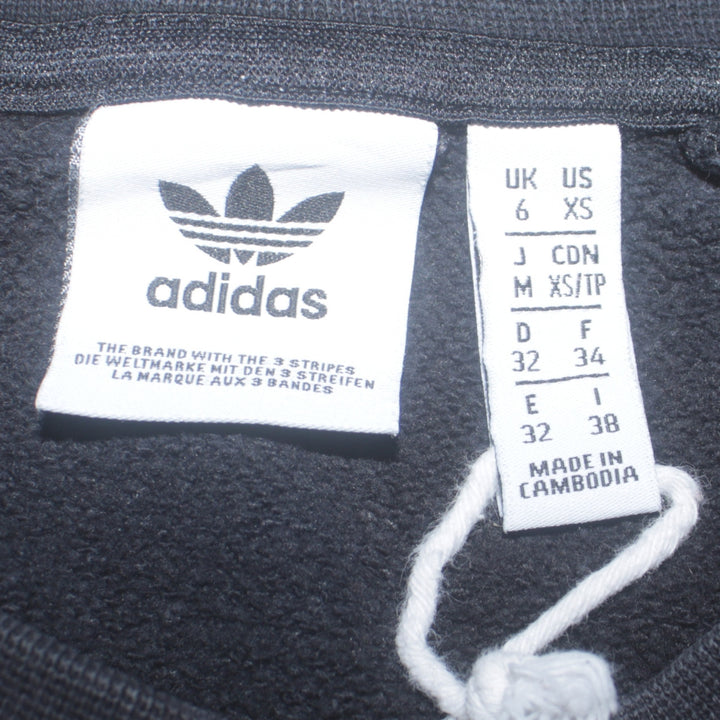 adidas
THE BRAND WITH THE 3 STRIPES
DIE WELTMARKE MIT DEN 3 STREIFEN
LA MARQUE AUX 3 BANDES
UK US
6 XS
J CDN
M XS/TP
D F
32 34
E I
32 38
MADE IN
CAMBODIA